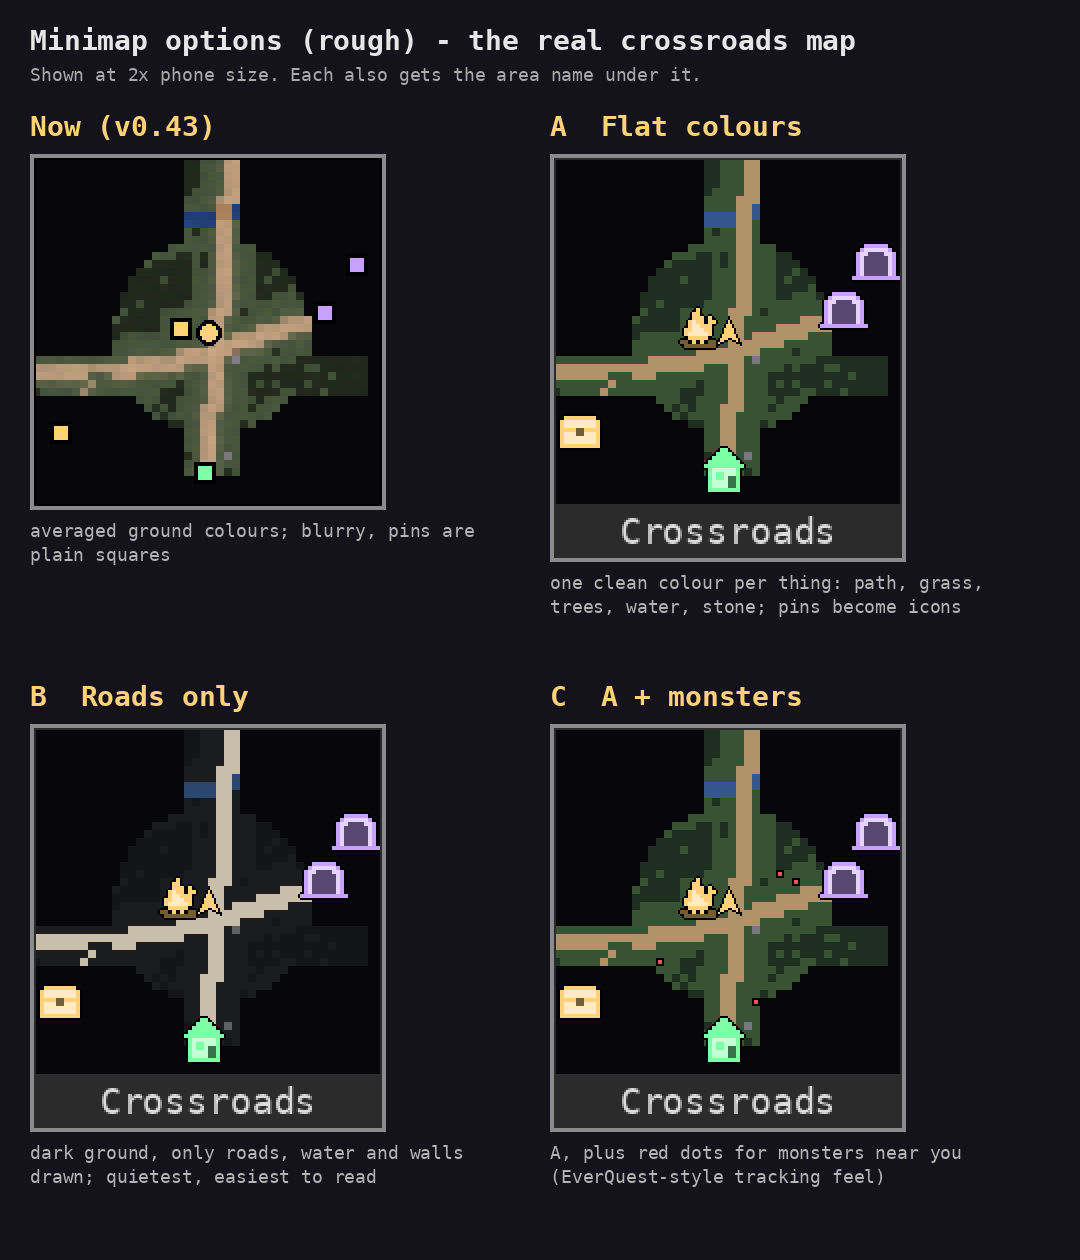 Minimap options (rough) - the real crossroads map
Shown at 2x phone size. Each also gets the area name under it.
Now (v0.43)
averaged ground colours; blurry, pins are
plain squares
A  Flat colours
Crossroads
one clean colour per thing: path, grass,
trees, water, stone; pins become icons
B  Roads only
Crossroads
dark ground, only roads, water and walls
drawn; quietest, easiest to read
C  A + monsters
Crossroads
A, plus red dots for monsters near you
(EverQuest-style tracking feel)